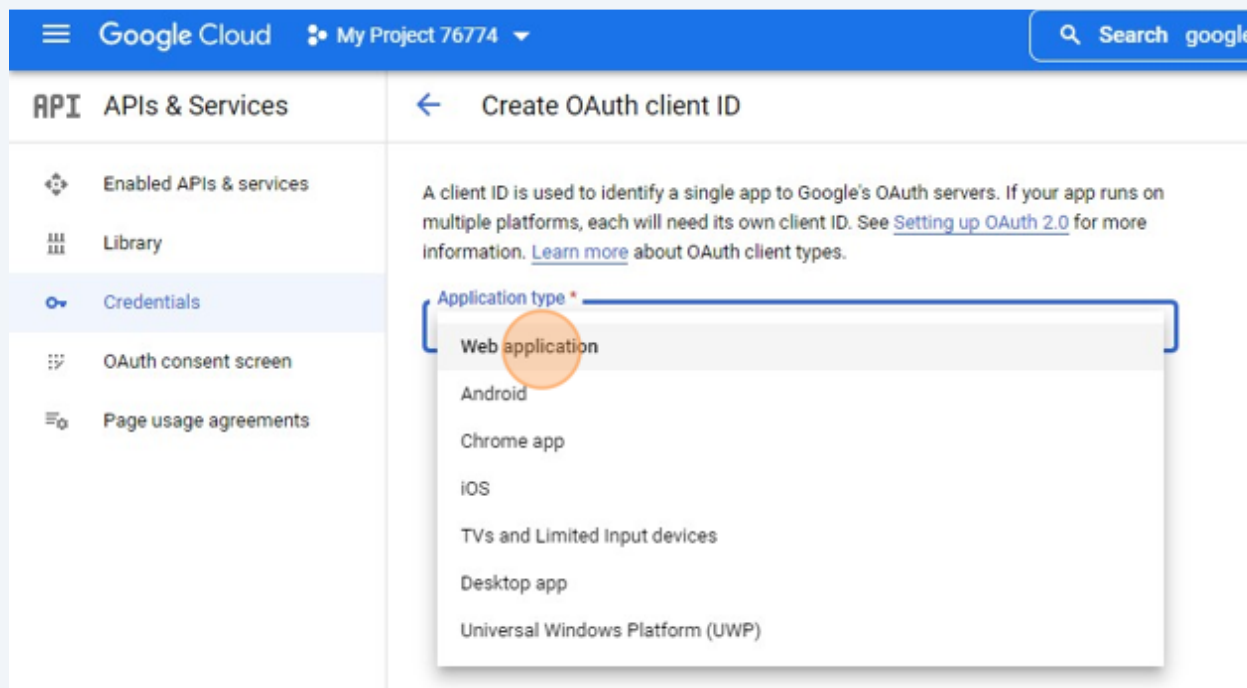 Google Cloud
My Project 76774
Search google
API APIs & Services
Create OAuth client ID
Enabled APIs & services
Library
Credentials
OAuth consent screen
Page usage agreements
A client ID is used to identify a single app to Google's OAuth servers. If your app runs on
multiple platforms, each will need its own client ID. See Setting up OAuth 2.0 for more
information. Learn more about OAuth client types.
Application type *
Web application
Android
Chrome app
iOS
TVs and Limited Input devices
Desktop app
Universal Windows Platform (UWP)